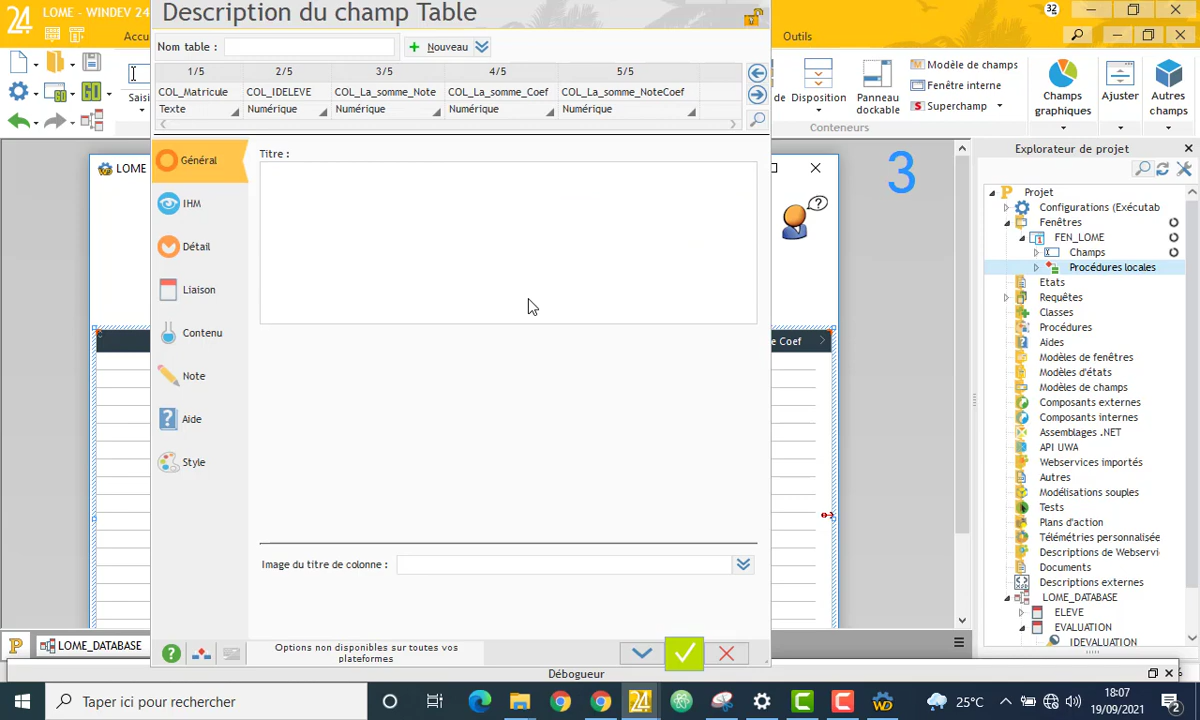 24
LOME - WINDEV 24
Description du champ Table
32
Accu
Outils
Nom table :
Nouveau
1/5
2/5
3/5
4/5
5/5
COL_Matricule
COL_IDELEVE
COL_La_somme_Note
COL_La_somme_Coef
COL_La_somme_NoteCoef
Texte
Numérique
Numérique
Numérique
Numérique
GO
Saisi
de
Disposition
Panneau
dockable
Modèle de champs
Fenêtre interne
Superchamp
Conteneurs
Champs
graphiques
Ajuster
Autres
champs
LOME
Général
IHM
Détail
Liaison
Contenu
Note
Aide
Style
Titre :
Image du titre de colonne :
Options non disponibles sur toutes vos
plateformes
3
e Coef
Explorateur de projet
Projet
Configurations (Exécutab
Fenêtres
FEN_LOME
Champs
Procédures locales
Etats
Requêtes
Classes
Procédures
Aides
Modèles de fenêtres
Modèles d'états
Modèles de champs
Composants externes
Composants internes
Assemblages .NET
API UWA
Webservices importés
Autres
Modélisations souples
Tests
Plans d'action
Télémétries personnalisée
Descriptions de Webservi
Documents
Descriptions externes
LOME_DATABASE
ELEVE
EVALUATION
IDEVALUATION
LOME_DATABASE
Débogueur
Taper ici pour rechercher
24
WD
25°C
18:07
19/09/2021
2